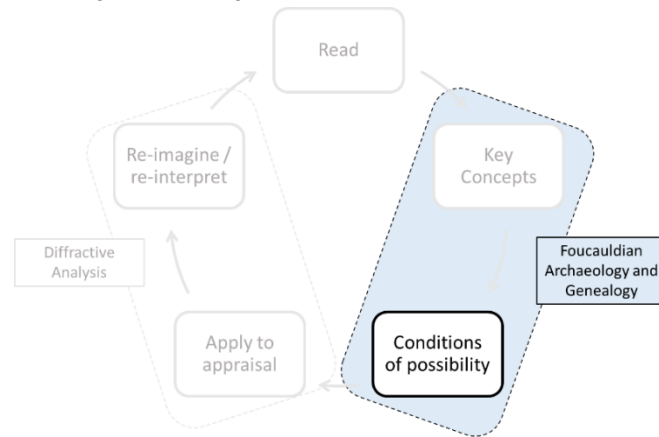 Read
Re-imagine /
re-interpret
Key
Concepts
Diffractive
Analysis
Foucauldian
Archaeology and
Genealogy
Apply to
appraisal
Conditions
of possibility